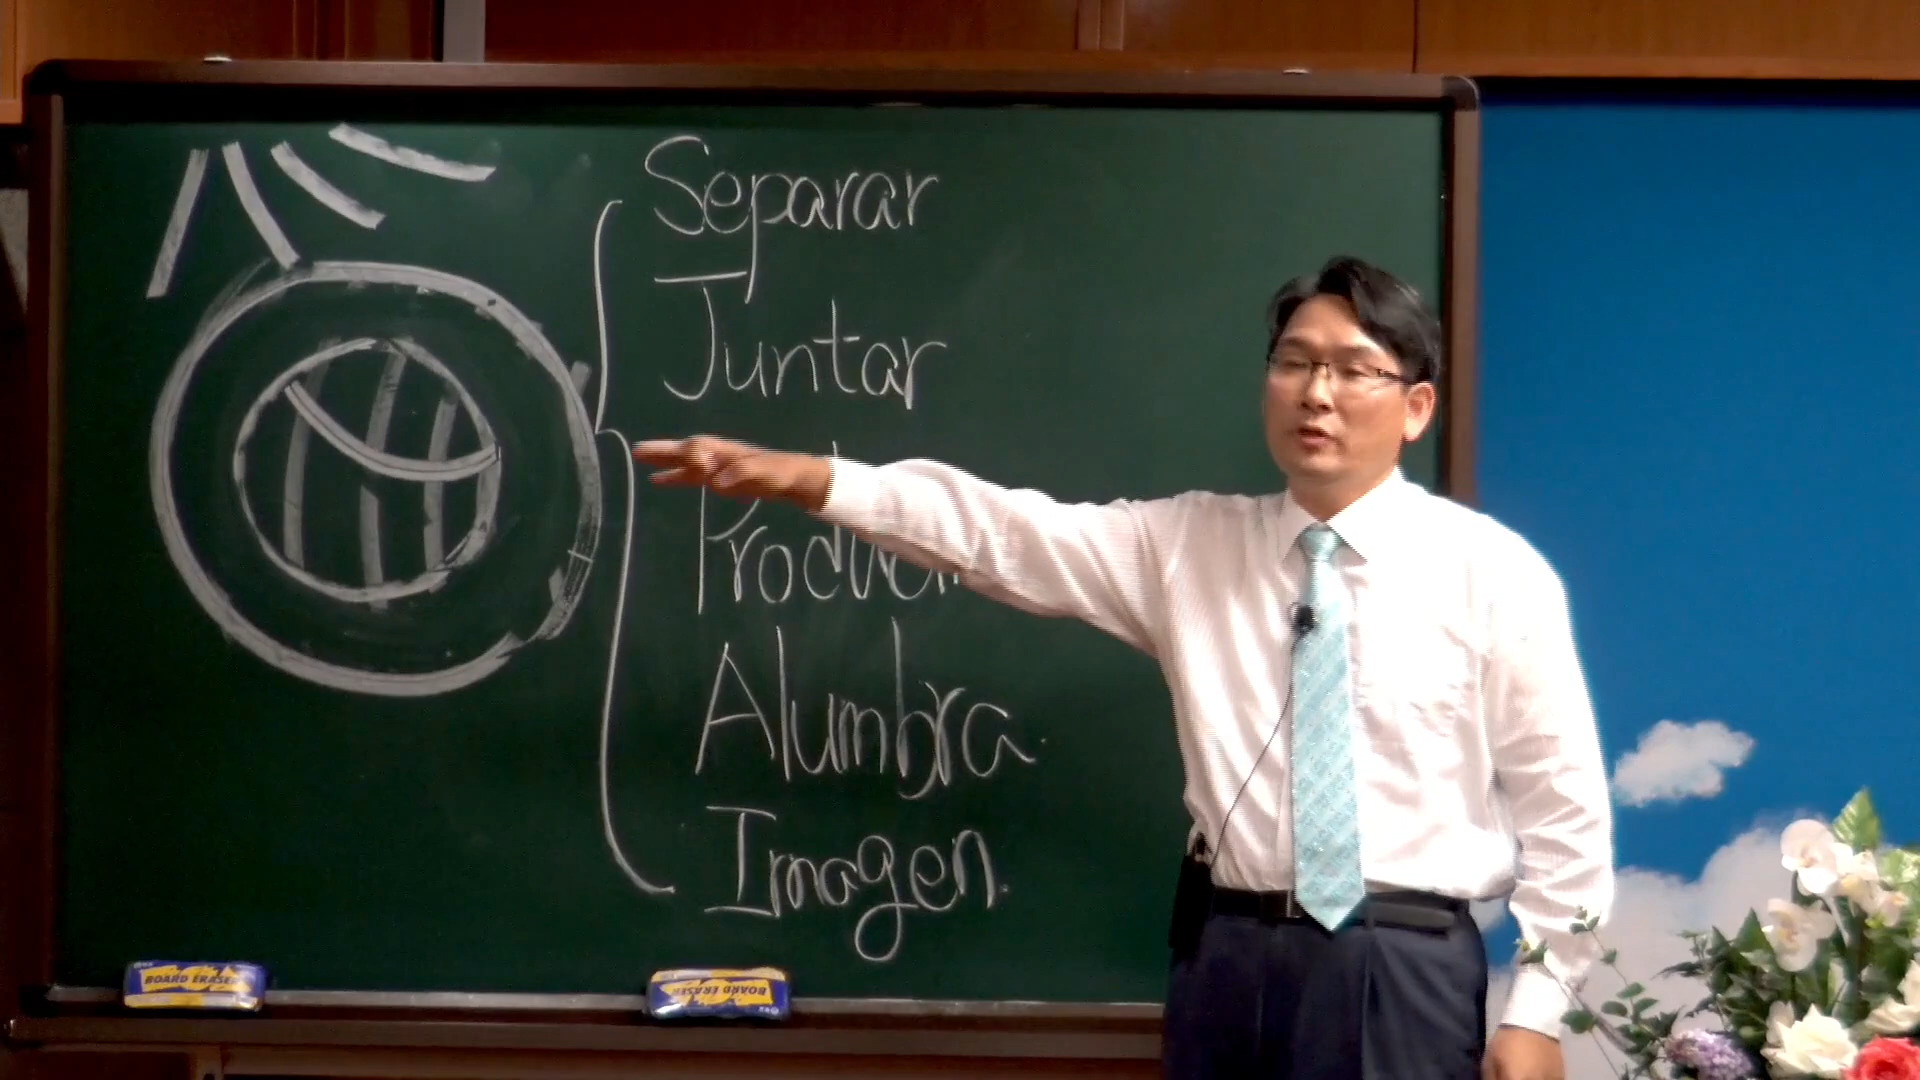 Separar
Juntar
Alumbra.
Imagen.
BOARD ERASER
BOARD ERASER